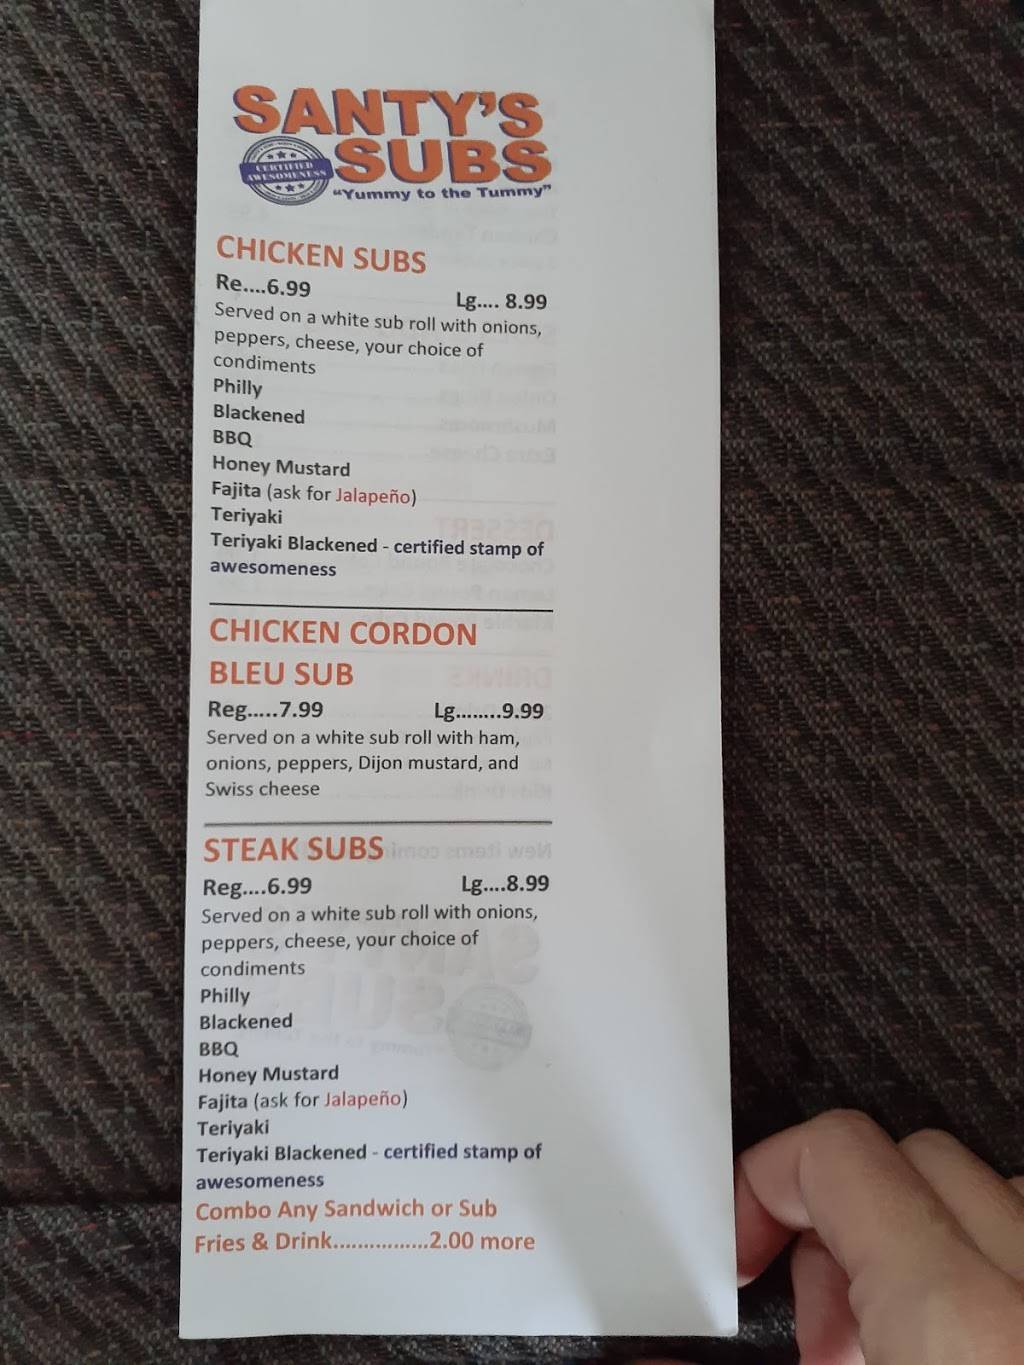 SANTY'S
SUBS
CERTIFIED
AWESOMENESS
"Yummy to the Tummy"
CHICKEN SUBS
Re....6.99 Lg.... 8.99
Served on a white sub roll with onions,
peppers, cheese, your choice of
condiments
Philly
Blackened
BBQ
Honey Mustard
Fajita (ask for Jalapeño)
Teriyaki
Teriyaki Blackened - certified stamp of
awesomeness
CHICKEN CORDON
BLEU SUB
Reg.....7.99 Lg........9.99
Served on a white sub roll with ham,
onions, peppers, Dijon mustard, and
Swiss cheese
STEAK SUBS
Reg....6.99 Lg....8.99
Served on a white sub roll with onions,
peppers, cheese, your choice of
condiments
Philly
Blackened
BBQ
Honey Mustard
Fajita (ask for Jalapeño)
Teriyaki
Teriyaki Blackened - certified stamp of
awesomeness
Combo Any Sandwich or Sub
Fries & Drink................2.00 more